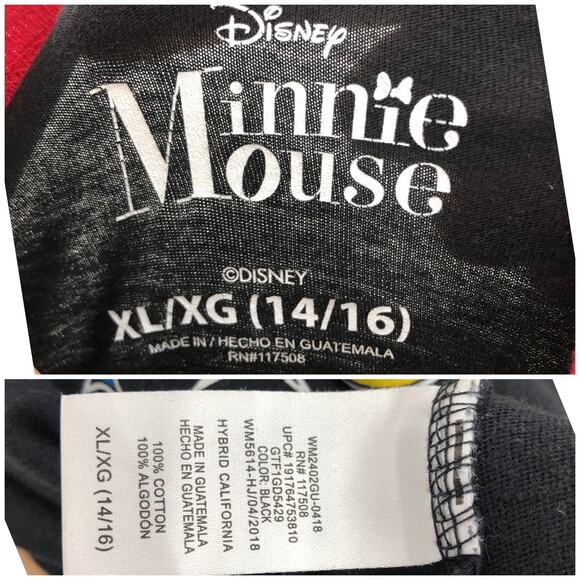 DISNEY
Minnie
Mouse
©DISNEY
XL/XG (14/16)
MADE IN / HECHO EN GUATEMALA
RN#117508
WM2402GU-0418
RN# 117508
UPC# 191764753810
GTF1GD5429
COLOR: BLACK
WM5614-HJ/04/2018
HYBRID CALIFORNIA
MADE IN GUATEMALA
HECHO EN GUATEMALA
100% COTTON
100% ALGODÓN
XL/XG (14/16)